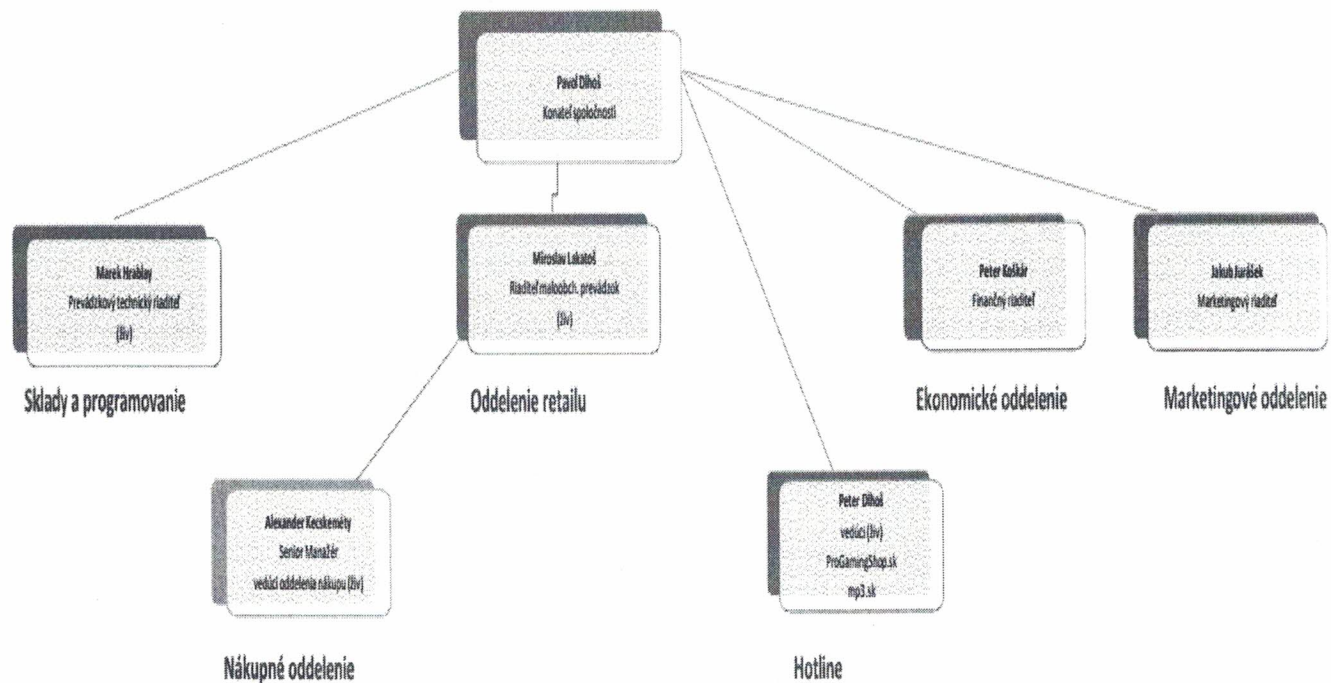 Pavol Dlhoš
Konateľ spoločnosti
Marek Hrablay
Prevádzkový technický riaditeľ
(živ)
Sklady a programovanie
Miroslav Lakatoš
Riaditeľ maloobch. prevádzok
(živ)
Oddelenie retailu
Peter Koškár
Finančný riaditeľ
Ekonomické oddelenie
Jakub Jurášek
Marketingový riaditeľ
Marketingové oddelenie
Alexander Kecskeméty
Senior Manažér
vedúci oddelenia nákupu (živ)
Nákupné oddelenie
Peter Dlhoš
vedúci (živ)
ProGamingShop.sk
mp3.sk
Hotline